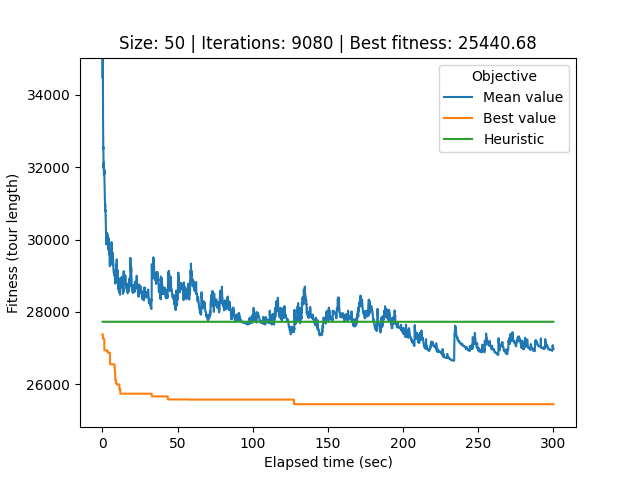 Size: 50 | Iterations: 9080 | Best fitness: 25440.68
Objective
Mean value
Best value
Heuristic
Fitness (tour length)
34000
32000
30000
28000
26000
0 50 100 150 200 250 300
Elapsed time (sec)